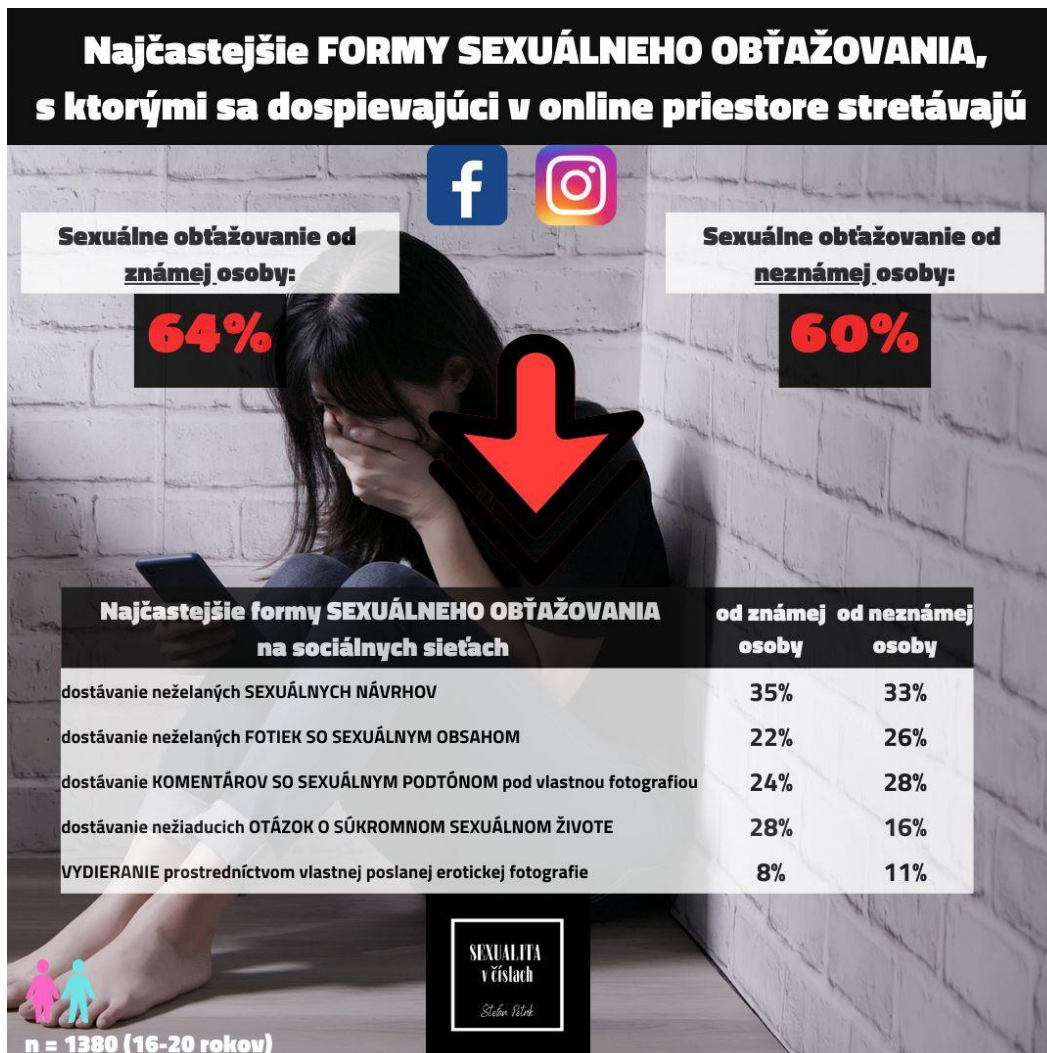 Najčastejšie FORMY SEXUÁLNEHO OBŤAŽOVANIA,
s ktorými sa dospievajúci v online priestore stretávajú
Sexuálne obťažovanie od
známej osoby:
64%
Sexuálne obťažovanie od
neznámej osoby:
60%
Najčastejšie formy SEXUÁLNEHO OBŤAŽOVANIA
na sociálnych sieťach
od známej osoby
od neznámej osoby
dostávanie neželaných SEXUÁLNYCH NÁVRHOV 35% 33%
dostávanie neželaných FOTIEK SO SEXUÁLNYM OBSAHOM 22% 26%
dostávanie KOMENTÁROV SO SEXUÁLNYM PODTÓNOM pod vlastnou fotografiou 24% 28%
dostávanie nežiaducich OTÁZOK O SÚKROMNOM SEXUÁLNOM ŽIVOTE 28% 16%
VYDIERANIE prostredníctvom vlastnej poslanej erotickej fotografie 8% 11%
SEXUALITA
v číslach
Štefan Petrík
n = 1380 (16-20 rokov)